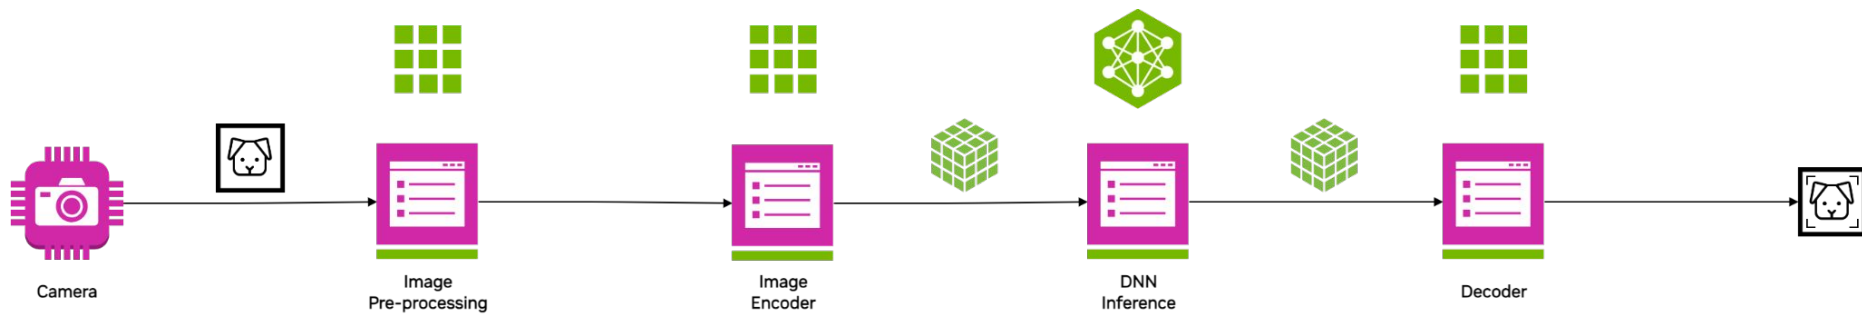 Camera
Image
Pre-processing
Image
Encoder
DNN
Inference
Decoder